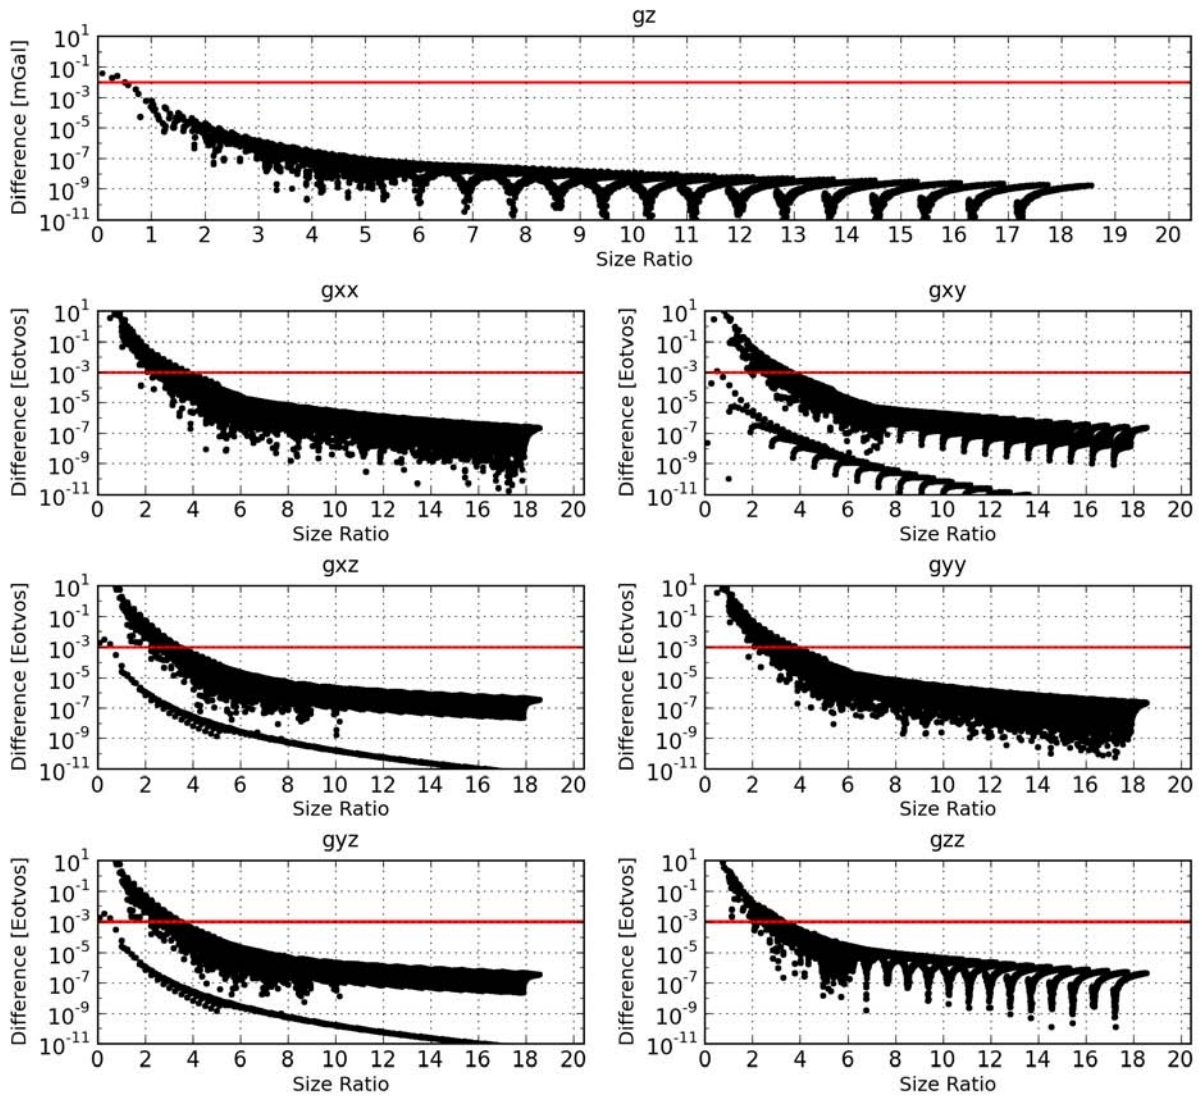 gz
Difference [mGal]
10^1
10^-1
10^-3
10^-5
10^-7
10^-9
10^-11
0 1 2 3 4 5 6 7 8 9 10 11 12 13 14 15 16 17 18 19 20
Size Ratio
gxx
Difference [Eotvos]
10^1
10^-1
10^-3
10^-5
10^-7
10^-9
10^-11
0 2 4 6 8 10 12 14 16 18 20
Size Ratio
gxy
Difference [Eotvos]
10^1
10^-1
10^-3
10^-5
10^-7
10^-9
10^-11
0 2 4 6 8 10 12 14 16 18 20
Size Ratio
gxz
Difference [Eotvos]
10^1
10^-1
10^-3
10^-5
10^-7
10^-9
10^-11
0 2 4 6 8 10 12 14 16 18 20
Size Ratio
gyy
Difference [Eotvos]
10^1
10^-1
10^-3
10^-5
10^-7
10^-9
10^-11
0 2 4 6 8 10 12 14 16 18 20
Size Ratio
gyz
Difference [Eotvos]
10^1
10^-1
10^-3
10^-5
10^-7
10^-9
10^-11
0 2 4 6 8 10 12 14 16 18 20
Size Ratio
gzz
Difference [Eotvos]
10^1
10^-1
10^-3
10^-5
10^-7
10^-9
10^-11
0 2 4 6 8 10 12 14 16 18 20
Size Ratio